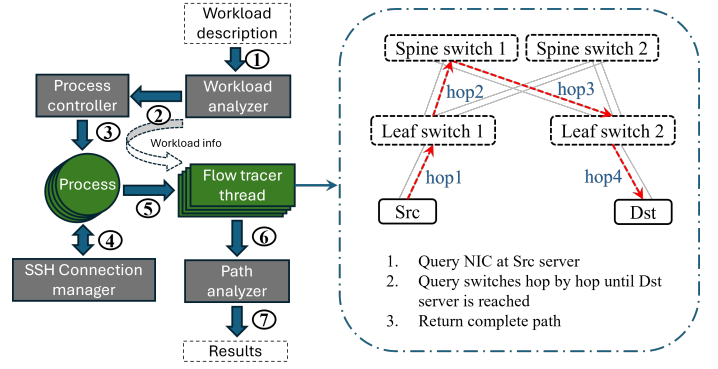 Workload
description
1
Process
controller
Workload
analyzer
2
3
Workload info
Process
Flow tracer
thread
5
4
6
SSH Connection
manager
Path
analyzer
7
Results
Spine switch 1
Spine switch 2
hop2
hop3
Leaf switch 1
Leaf switch 2
hop1
hop4
Src
Dst
1. Query NIC at Src server
2. Query switches hop by hop until Dst
server is reached
3. Return complete path